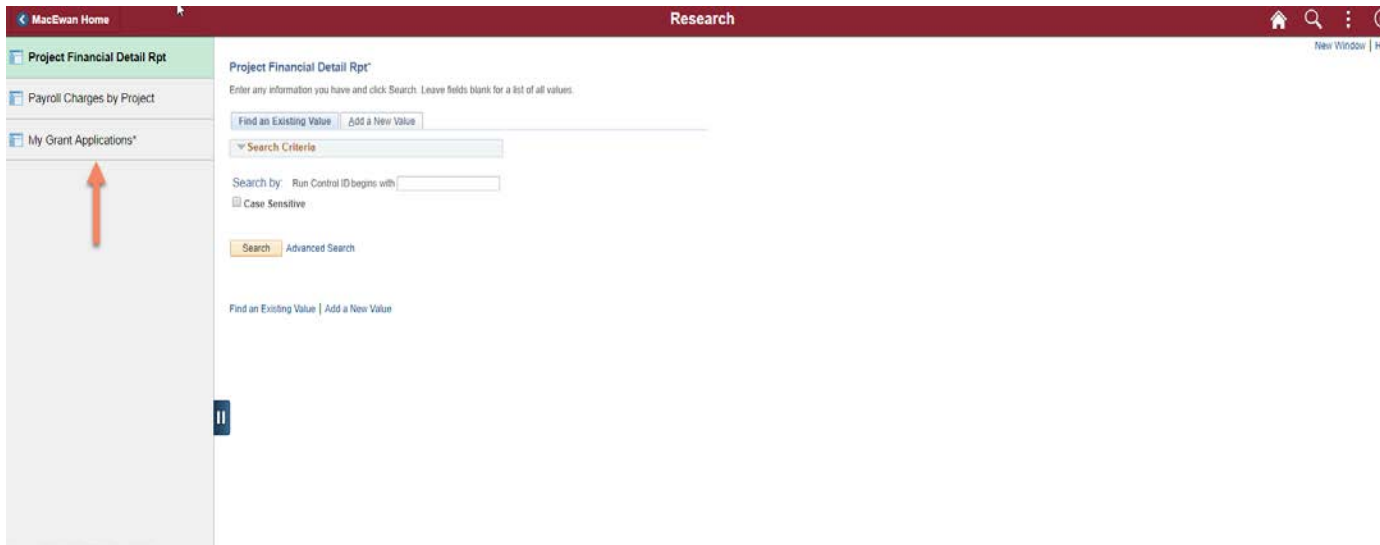 MacEwan Home
Research
New Window | H
Project Financial Detail Rpt
Payroll Charges by Project
My Grant Applications*
Project Financial Detail Rpt*
Enter any information you have and click Search. Leave fields blank for a list of all values.
Find an Existing Value Add a New Value
Search Criteria
Search by: Run Control ID begins with
Case Sensitive
Search Advanced Search
Find an Existing Value | Add a New Value